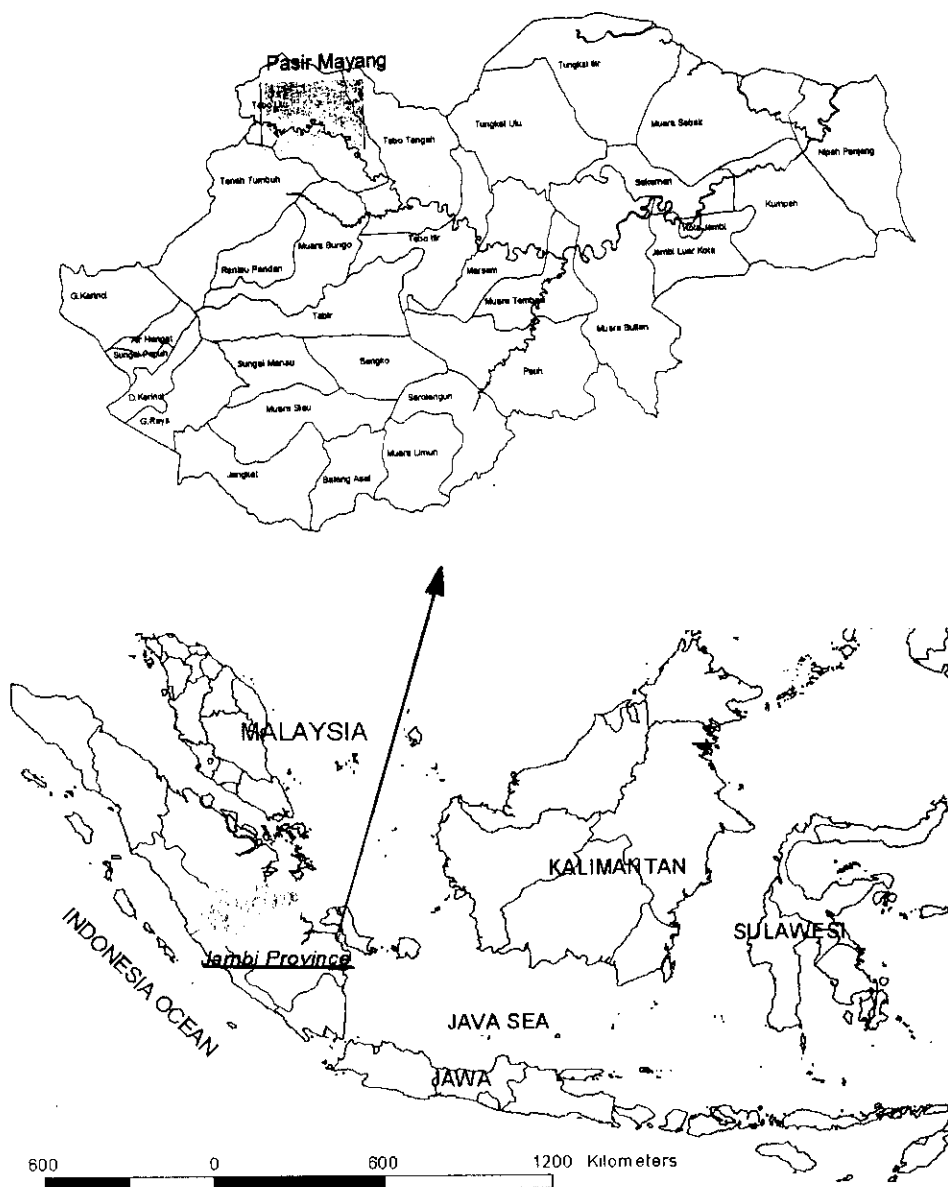 Pasir Mayang
Tebo Ulu
Tungkal Ilir
Tungkal Ulu
Muara Sabak
Tebo Tengah
Nipah Panjang
Tanah Tumbuh
Sekernan
Kumpeh
Kota Jambi
Muara Bungo
Tebo Ilir
Jambi Luar Kota
Rantau Pandan
Mersam
G.Kerinci
Muara Tembesi
Tabir
Muara Bulian
Air Hangat
Sungai Penuh
Sungai Manau
Bangko
Pauh
D.Kerinci
Sarolangun
Muara Siau
G.Raya
Muara Limun
Jangkat
Batang Asai
MALAYSIA
KALIMANTAN
SULAWESI
Jambi Province
INDONESIA OCEAN
JAVA SEA
JAWA
600 0 600 1200 Kilometers